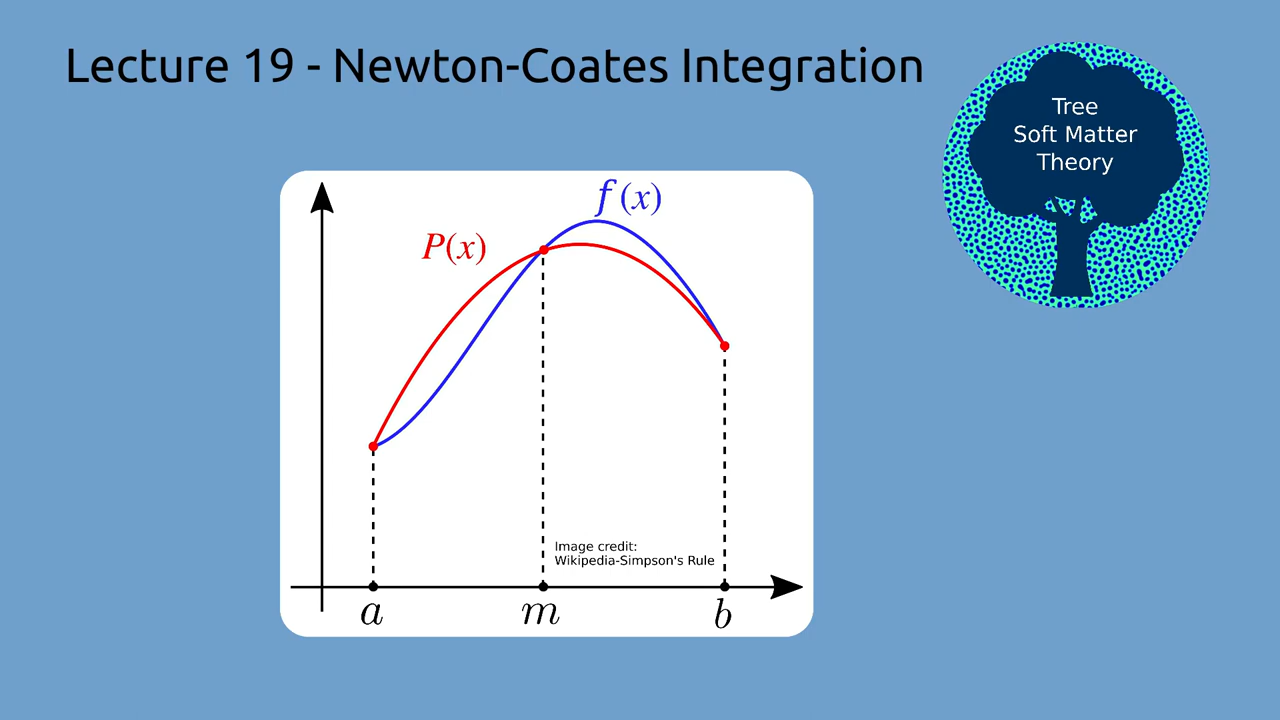 Lecture 19 - Newton-Coates Integration
Tree
Soft Matter
Theory
f (x)
P(x)
Image credit:
Wikipedia-Simpson's Rule
a
m
b